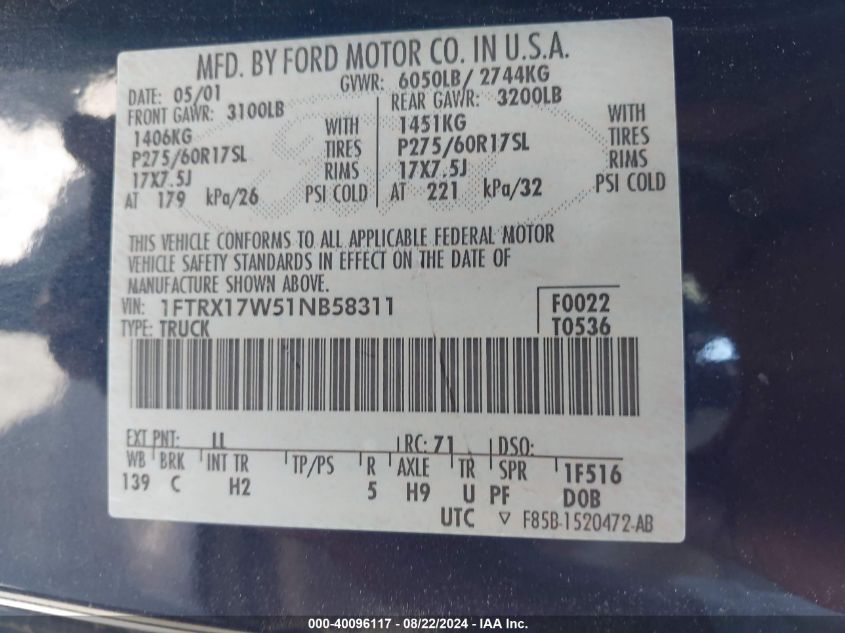 MFD. BY FORD MOTOR CO. IN U.S.A.
DATE: 05/01 GVWR: 6050LB/ 2744KG
FRONT GAWR: 3100LB REAR GAWR: 3200LB
1406KG WITH 1451KG WITH
P275/60R17SL TIRES P275/60R17SL TIRES
17X7.5J RIMS 17X7.5J RIMS
AT 179 kPa/26 PSI COLD AT 221 kPa/32 PSI COLD
THIS VEHICLE CONFORMS TO ALL APPLICABLE FEDERAL MOTOR
VEHICLE SAFETY STANDARDS IN EFFECT ON THE DATE OF
MANUFACTURE SHOWN ABOVE.
VIN: 1FTRX17W51NB58311 F0022
TYPE: TRUCK T0536
EXT PNT: LL RC: 71 DSO:
WB BRK INT TR TP/PS R AXLE TR SPR 1F516
139 C H2 5 H9 U PF DOB
UTC ▽ F85B-1520472-AB
000-40096117 - 08/22/2024 - IAA Inc.